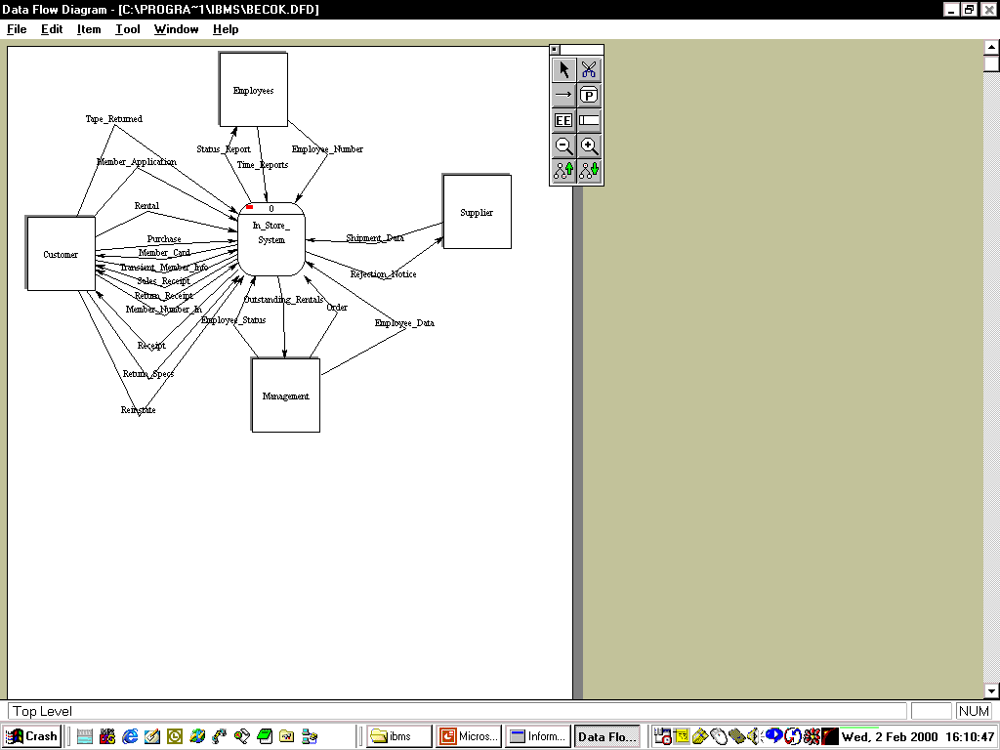 Data Flow Diagram - [C:\PROGRA~1\IBMS\BECOK.DFD]
File Edit Item Tool Window Help
Employees
Tape_Returned
Status_Report
Employee_Number
Member_Application
Time_Reports
P
EE
Rental
0
In_Store_
System
Supplier
Purchase
Shipment_Data
Customer
Member_Card
Transient_Member_Info
Rejection_Notice
Sales_Receipt
Return_Receipt
Outstanding_Rentals
Member_Number_In
Order
Employee_Status
Employee_Data
Receipt
Return_Specs
Management
Reinstate
Top Level
NUM
Crash
ibms
Micros...
Inform...
Data Flo...
Wed, 2 Feb 2000 16:10:47